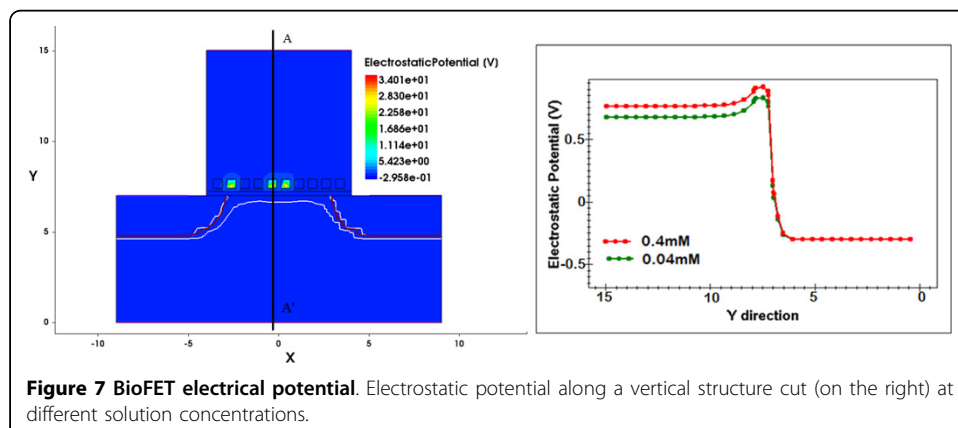 A
15
10
Y
5
0
A'
-10
-5
0
5
10
X
ElectrostaticPotential (V)
3.401e+01
2.830e+01
2.258e+01
1.686e+01
1.114e+01
5.423e+00
-2.958e-01
Electrostatic Potential (V)
0.5
0
-0.5
0.4mM
0.04mM
15
10
5
0
Y direction
Figure 7 BioFET electrical potential. Electrostatic potential along a vertical structure cut (on the right) at
different solution concentrations.